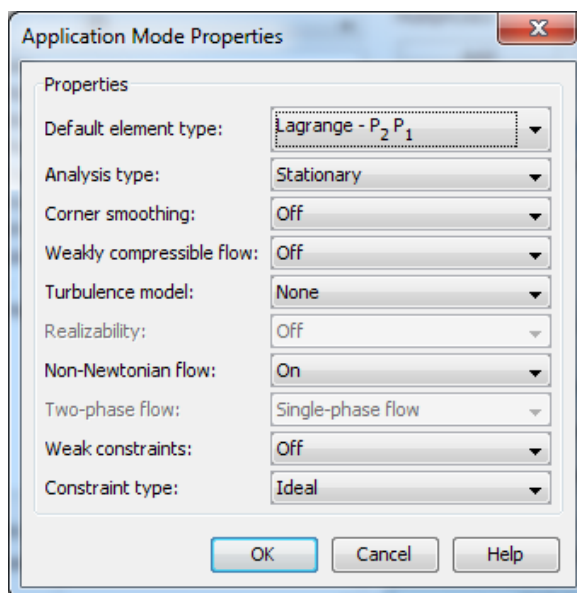 Application Mode Properties
Properties
Default element type: Lagrange - P2 P1
Analysis type: Stationary
Corner smoothing: Off
Weakly compressible flow: Off
Turbulence model: None
Realizability: Off
Non-Newtonian flow: On
Two-phase flow: Single-phase flow
Weak constraints: Off
Constraint type: Ideal
OK Cancel Help